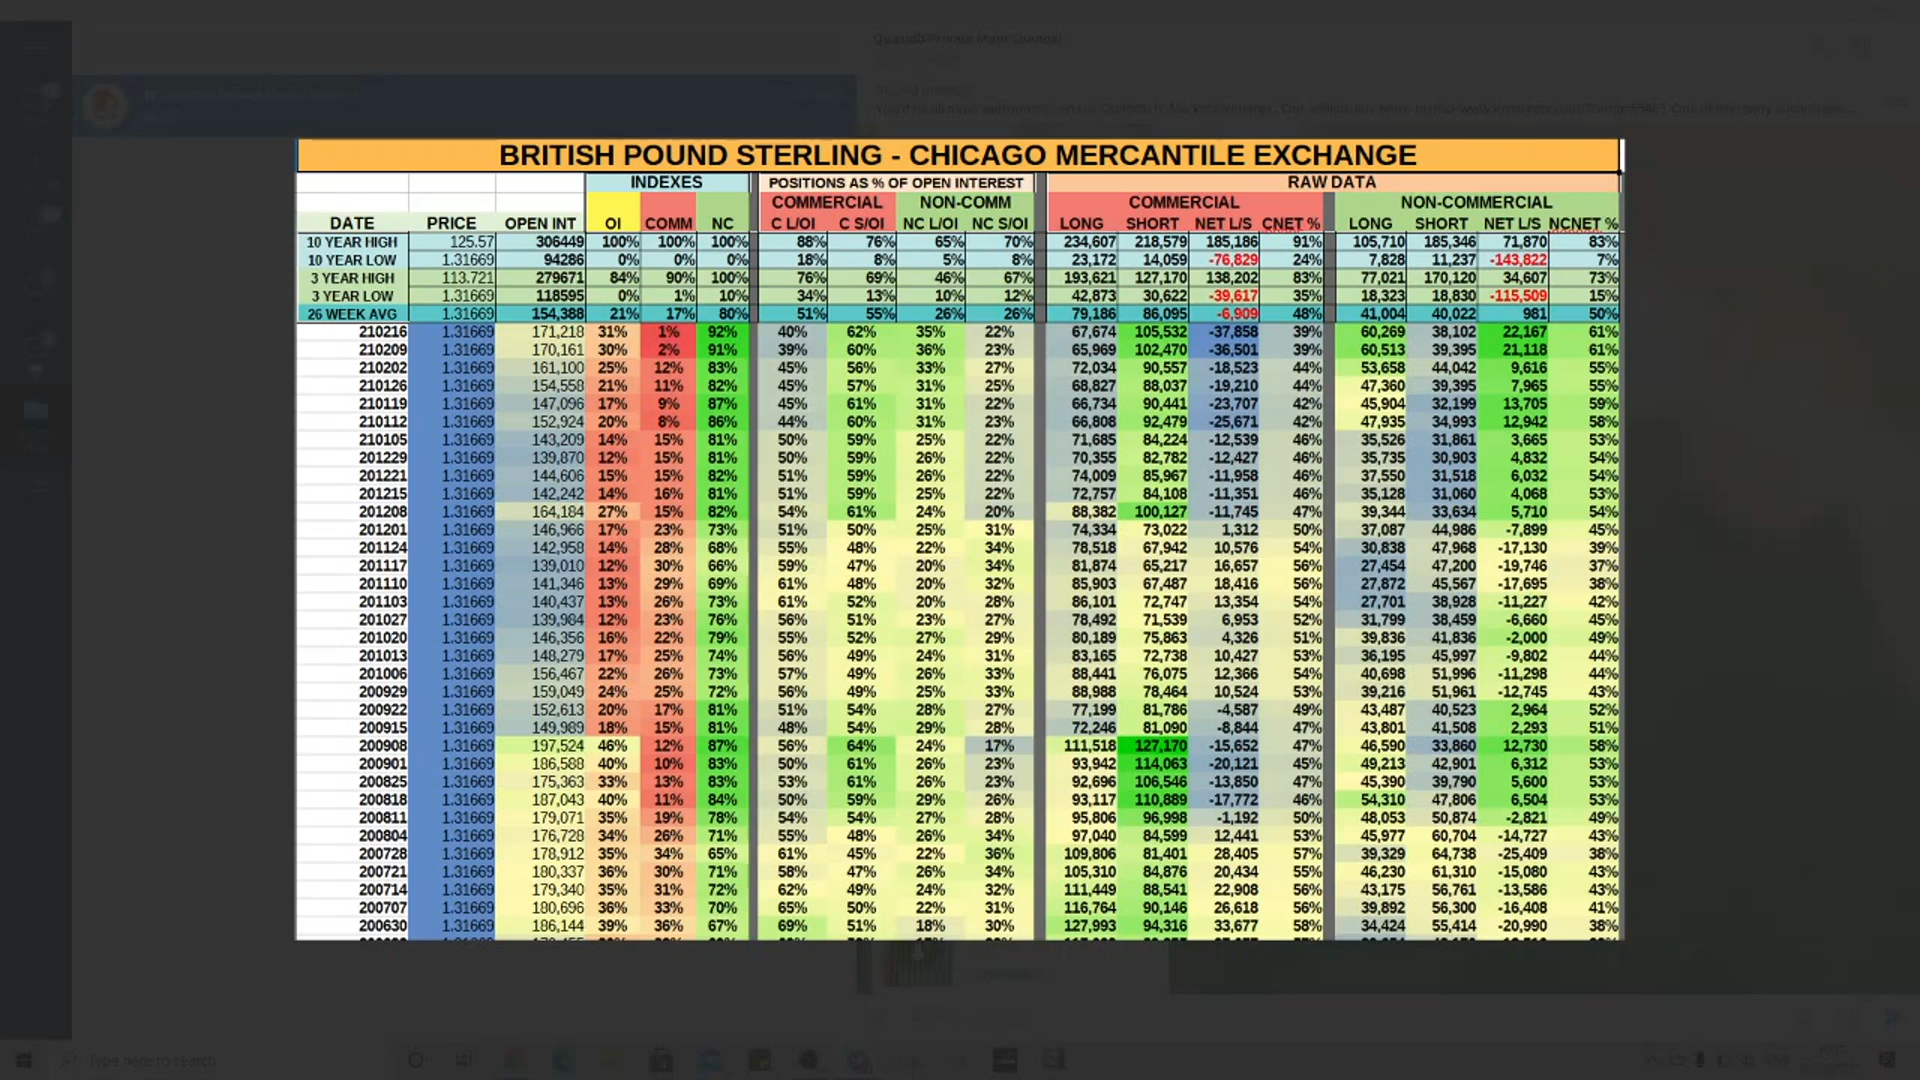 BRITISH POUND STERLING - CHICAGO MERCANTILE EXCHANGE
INDEXES POSITIONS AS % OF OPEN INTEREST RAW DATA
COMMERCIAL NON-COMM COMMERCIAL NON-COMMERCIAL
DATE PRICE OPEN INT OI COMM NC C L/OI C S/OI NC L/OI NC S/OI LONG SHORT NET L/S CNET % LONG SHORT NET L/S NCNET %
10 YEAR HIGH 125.57 306449 100% 100% 100% 88% 76% 65% 70% 234,607 218,579 185,186 91% 105,710 185,346 71,870 83%
10 YEAR LOW 1.31669 94286 0% 0% 0% 18% 8% 5% 8% 23,172 14,059 -76,829 24% 7,828 11,237 -143,822 7%
3 YEAR HIGH 113.721 279671 84% 90% 100% 76% 69% 46% 67% 193,621 127,170 138,202 83% 77,021 170,120 34,607 73%
3 YEAR LOW 1.31669 118595 0% 1% 10% 34% 13% 10% 12% 42,873 30,622 -39,617 35% 18,323 18,830 -115,509 15%
26 WEEK AVG 1.31669 154,388 21% 17% 80% 51% 55% 26% 26% 79,186 86,095 -6,909 48% 41,004 40,022 981 50%
210216 1.31669 171,218 31% 1% 92% 40% 62% 35% 22% 67,674 105,532 -37,858 39% 60,269 38,102 22,167 61%
210209 1.31669 170,161 30% 2% 91% 39% 60% 36% 23% 65,969 102,470 -36,501 39% 60,513 39,395 21,118 61%
210202 1.31669 161,100 25% 12% 83% 45% 56% 33% 27% 72,034 90,557 -18,523 44% 53,658 44,042 9,616 55%
210126 1.31669 154,558 21% 11% 82% 45% 57% 31% 25% 68,827 88,037 -19,210 44% 47,360 39,395 7,965 55%
210119 1.31669 147,096 17% 9% 87% 45% 61% 31% 22% 66,734 90,441 -23,707 42% 45,904 32,199 13,705 59%
210112 1.31669 152,924 20% 8% 86% 44% 60% 31% 23% 66,808 92,479 -25,671 42% 47,935 34,993 12,942 58%
210105 1.31669 143,209 14% 15% 81% 50% 59% 25% 22% 71,685 84,224 -12,539 46% 35,526 31,861 3,665 53%
201229 1.31669 139,870 12% 15% 81% 50% 59% 26% 22% 70,355 82,782 -12,427 46% 35,735 30,903 4,832 54%
201221 1.31669 144,606 15% 15% 82% 51% 59% 26% 22% 74,009 85,967 -11,958 46% 37,550 31,518 6,032 54%
201215 1.31669 142,242 14% 16% 81% 51% 59% 25% 22% 72,757 84,108 -11,351 46% 35,128 31,060 4,068 53%
201208 1.31669 164,184 27% 15% 82% 54% 61% 24% 20% 88,382 100,127 -11,745 47% 39,344 33,634 5,710 54%
201201 1.31669 146,966 17% 23% 73% 51% 50% 25% 31% 74,334 73,022 1,312 50% 37,087 44,986 -7,899 45%
201124 1.31669 142,958 14% 28% 68% 55% 48% 22% 34% 78,518 67,942 10,576 54% 30,838 47,968 -17,130 39%
201117 1.31669 139,010 12% 30% 66% 59% 47% 20% 34% 81,874 65,217 16,657 56% 27,454 47,200 -19,746 37%
201110 1.31669 141,346 13% 29% 69% 61% 48% 20% 32% 85,903 67,487 18,416 56% 27,872 45,567 -17,695 38%
201103 1.31669 140,437 13% 26% 73% 61% 52% 20% 28% 86,101 72,747 13,354 54% 27,701 38,928 -11,227 42%
201027 1.31669 139,984 12% 23% 76% 56% 51% 23% 27% 78,492 71,539 6,953 52% 31,799 38,459 -6,660 45%
201020 1.31669 146,356 16% 22% 79% 55% 52% 27% 29% 80,189 75,863 4,326 51% 39,836 41,836 -2,000 49%
201013 1.31669 148,279 17% 25% 74% 56% 49% 24% 31% 83,165 72,738 10,427 53% 36,195 45,997 -9,802 44%
201006 1.31669 156,467 22% 26% 73% 57% 49% 26% 33% 88,441 76,075 12,366 54% 40,698 51,996 -11,298 44%
200929 1.31669 159,049 24% 26% 72% 56% 49% 25% 33% 88,988 78,464 10,524 53% 39,216 51,961 -12,745 43%
200922 1.31669 152,613 20% 17% 81% 51% 54% 28% 27% 77,199 81,786 -4,587 49% 43,487 40,523 2,964 52%
200915 1.31669 149,989 18% 15% 81% 48% 54% 29% 28% 72,246 81,090 -8,844 47% 43,801 41,508 2,293 51%
200908 1.31669 197,524 46% 12% 87% 56% 64% 24% 17% 111,518 127,170 -15,652 47% 46,590 33,860 12,730 58%
200901 1.31669 186,588 40% 10% 83% 50% 61% 26% 23% 93,942 114,063 -20,121 45% 49,213 42,901 6,312 53%
200825 1.31669 175,363 33% 13% 83% 53% 61% 26% 23% 92,696 106,546 -13,850 47% 45,390 39,790 5,600 53%
200818 1.31669 187,043 40% 11% 84% 50% 59% 29% 26% 93,117 110,889 -17,772 46% 54,310 47,806 6,504 53%
200811 1.31669 179,071 35% 19% 78% 54% 54% 27% 28% 95,806 96,998 -1,192 50% 48,053 50,874 -2,821 49%
200804 1.31669 176,728 34% 26% 71% 55% 48% 26% 34% 97,040 84,599 12,441 53% 45,977 60,704 -14,727 43%
200728 1.31669 178,912 35% 34% 65% 61% 45% 22% 36% 109,806 81,401 28,405 57% 39,329 64,738 -25,409 38%
200721 1.31669 180,337 36% 30% 71% 58% 47% 26% 34% 105,310 84,876 20,434 55% 46,230 61,310 -15,080 43%
200714 1.31669 179,340 35% 31% 72% 62% 49% 24% 32% 111,449 88,541 22,908 56% 43,175 56,761 -13,586 43%
200707 1.31669 180,696 36% 33% 70% 65% 50% 22% 31% 116,764 90,146 26,618 56% 39,892 56,300 -16,408 41%
200630 1.31669 186,144 39% 36% 67% 69% 51% 18% 30% 127,993 94,316 33,677 58% 34,424 55,414 -20,990 38%
Type here to search